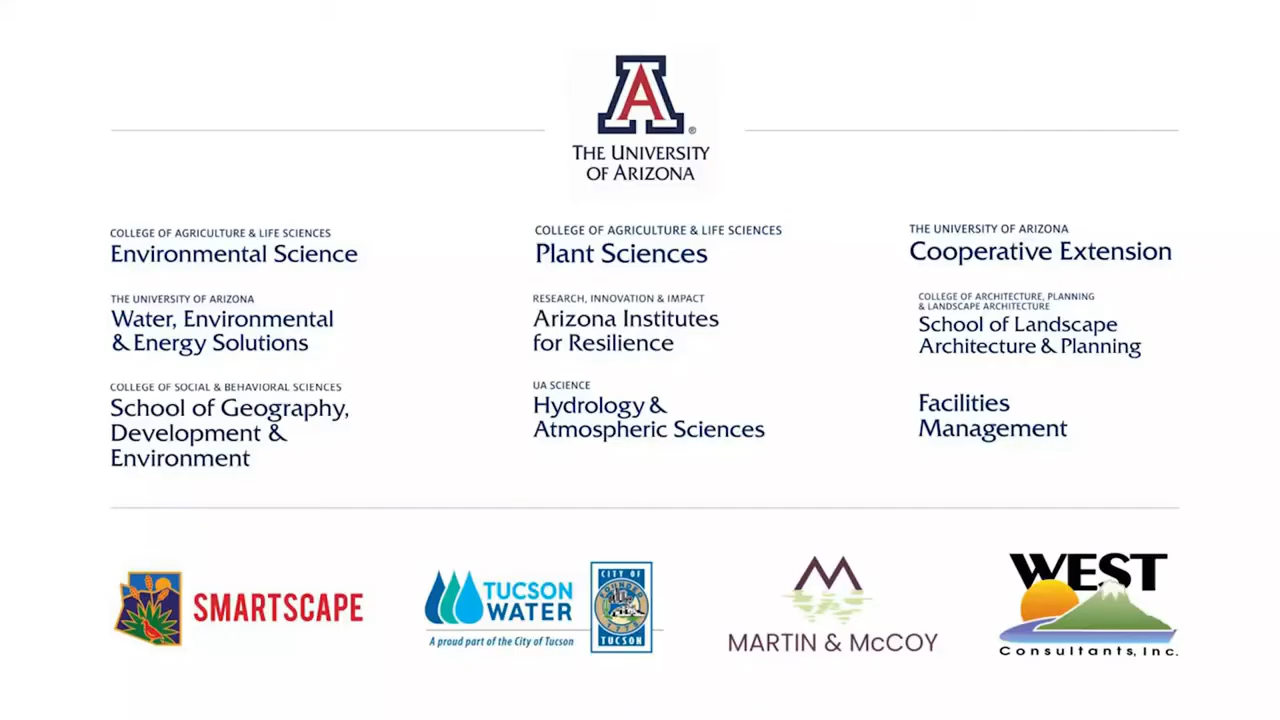 A
®
THE UNIVERSITY
OF ARIZONA
COLLEGE OF AGRICULTURE & LIFE SCIENCES
Environmental Science
COLLEGE OF AGRICULTURE & LIFE SCIENCES
Plant Sciences
THE UNIVERSITY OF ARIZONA
Cooperative Extension
THE UNIVERSITY OF ARIZONA
Water, Environmental
& Energy Solutions
RESEARCH, INNOVATION & IMPACT
Arizona Institutes
for Resilience
COLLEGE OF ARCHITECTURE, PLANNING
& LANDSCAPE ARCHITECTURE
School of Landscape
Architecture & Planning
COLLEGE OF SOCIAL & BEHAVIORAL SCIENCES
School of Geography,
Development &
Environment
UA SCIENCE
Hydrology &
Atmospheric Sciences
Facilities
Management
SMARTSCAPE
TUCSON
WATER
A proud part of the City of Tucson
CITY OF
FOUNDED
1775
TUCSON
M
MARTIN & McCOY
WEST
Consultants, Inc.